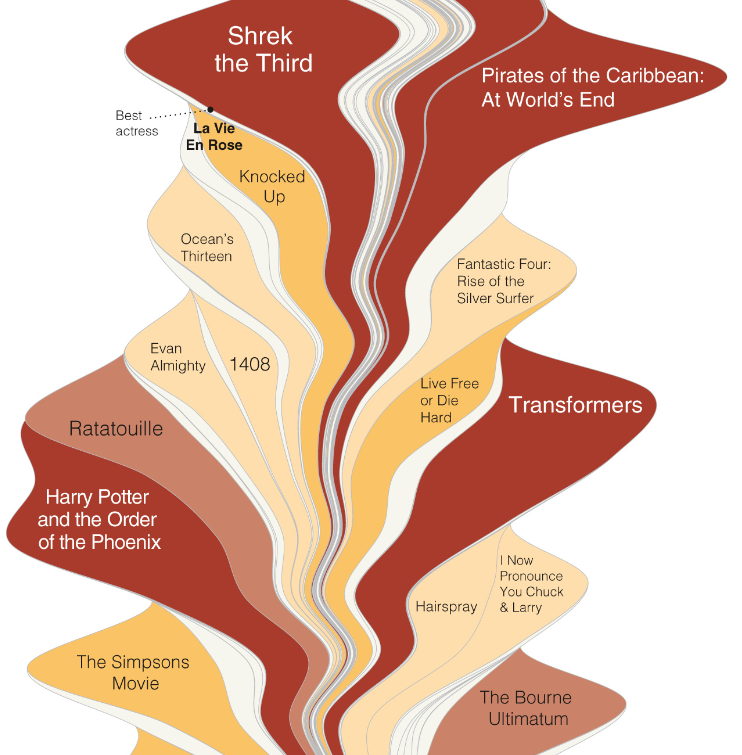 Shrek
the Third
Pirates of the Caribbean:
At World's End
Best
actress
La Vie
En Rose
Knocked
Up
Ocean's
Thirteen
Fantastic Four:
Rise of the
Silver Surfer
Evan
Almighty
1408
Live Free
or Die
Hard
Transformers
Ratatouille
Harry Potter
and the Order
of the Phoenix
I Now
Pronounce
You Chuck
& Larry
Hairspray
The Simpsons
Movie
The Bourne
Ultimatum